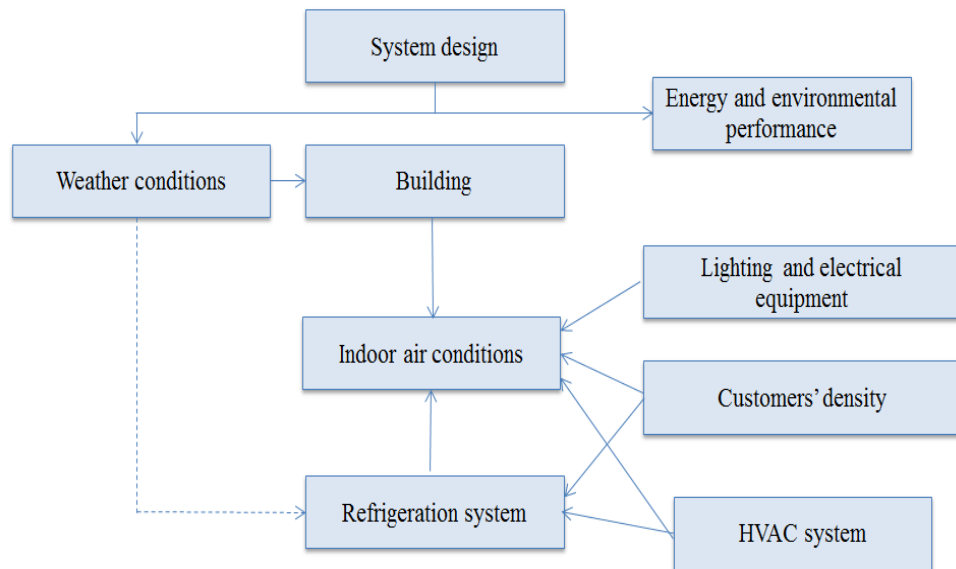 System design
Energy and environmental
performance
Weather conditions
Building
Lighting and electrical
equipment
Indoor air conditions
Customers’ density
Refrigeration system
HVAC system